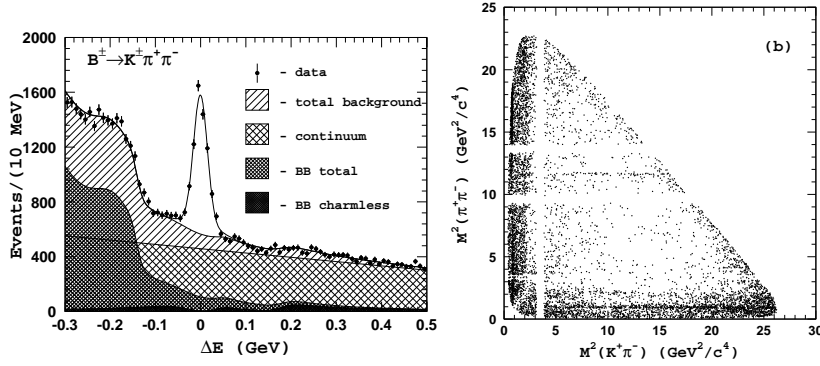 B± → K±π+π-
- data
- total background
- continuum
- BB total
- BB charmless
Events/(10 MeV)
2000
1600
1200
800
400
0
-0.3 -0.2 -0.1 0 0.1 0.2 0.3 0.4 0.5
ΔE (GeV)
(b)
M²(π+π-) (GeV²/c⁴)
25
20
15
10
5
0
0 5 10 15 20 25 30
M²(K+π-) (GeV²/c⁴)